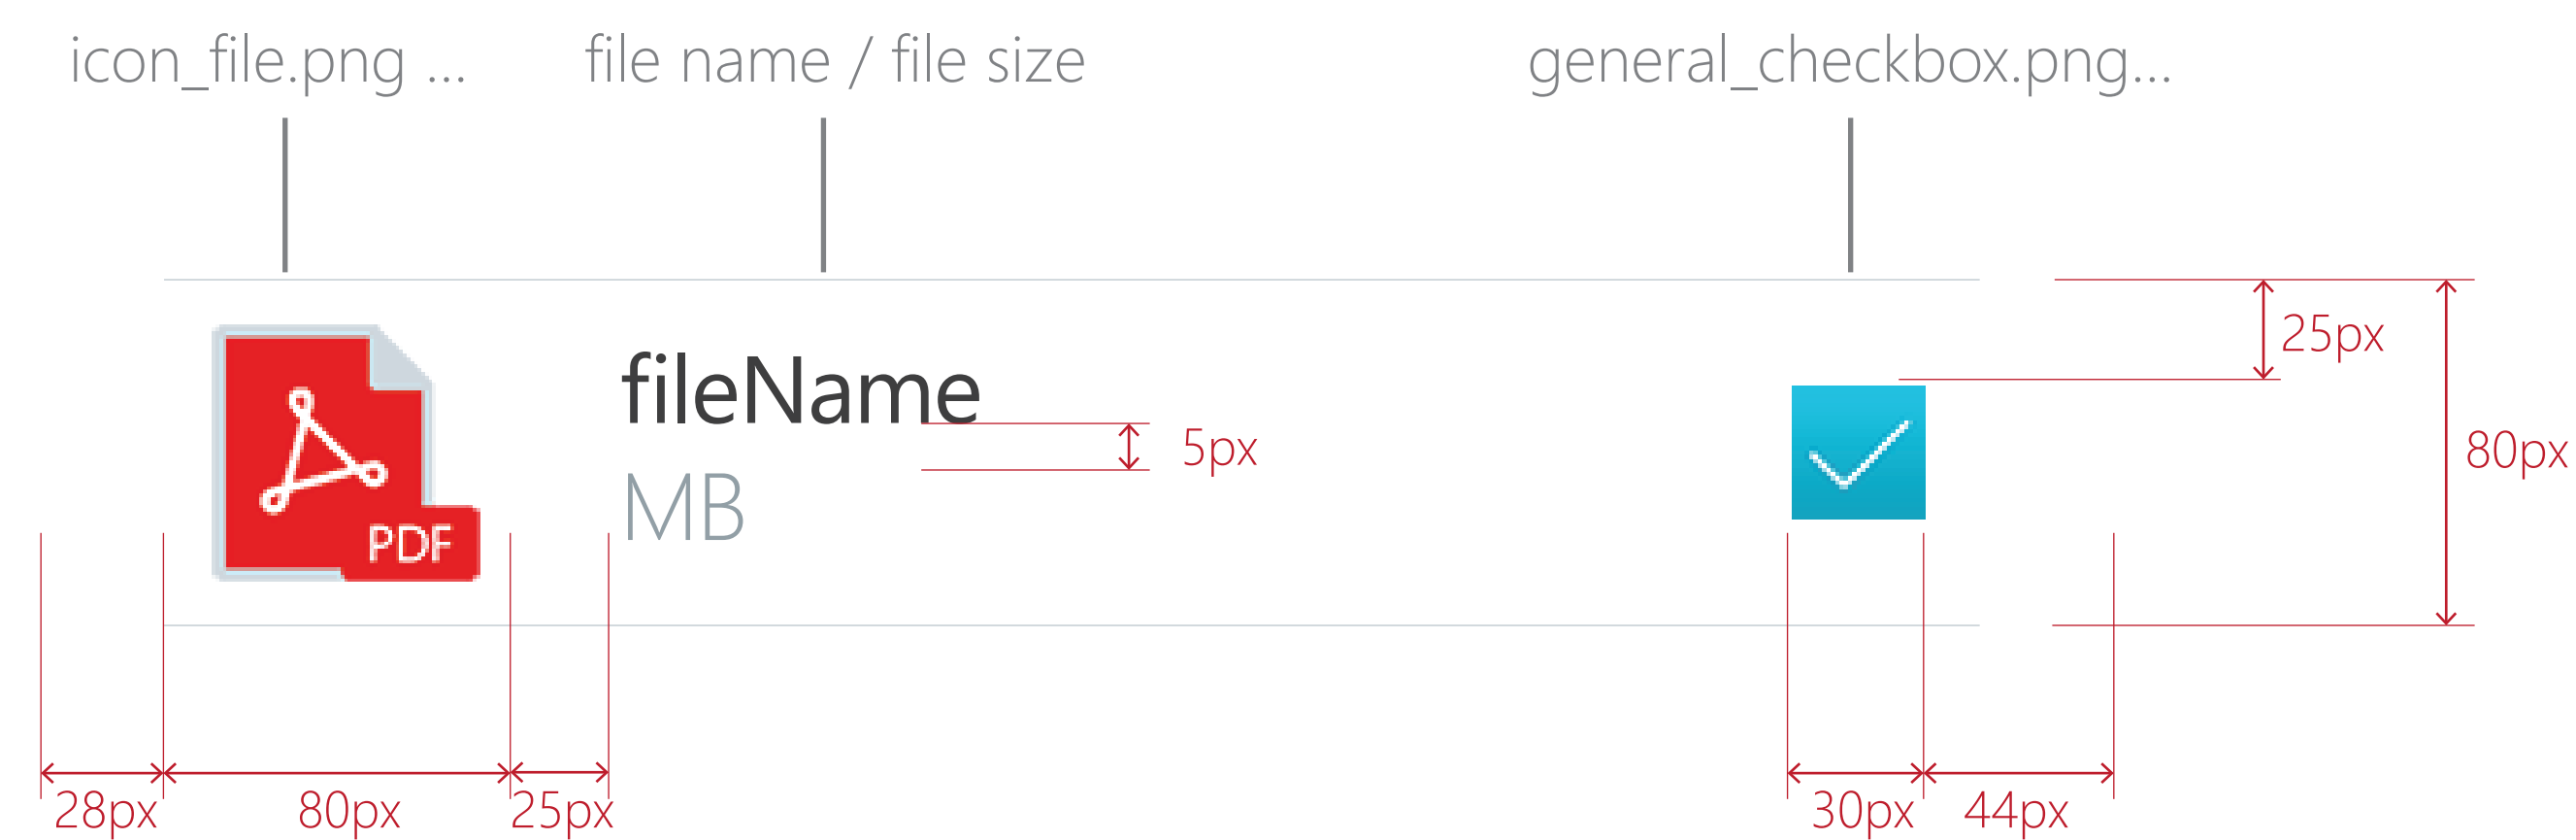 icon_file.png ...
file name / file size
general_checkbox.png...
25px
fileName
5px
80px
MB
PDF
28px
80px
25px
30px
44px